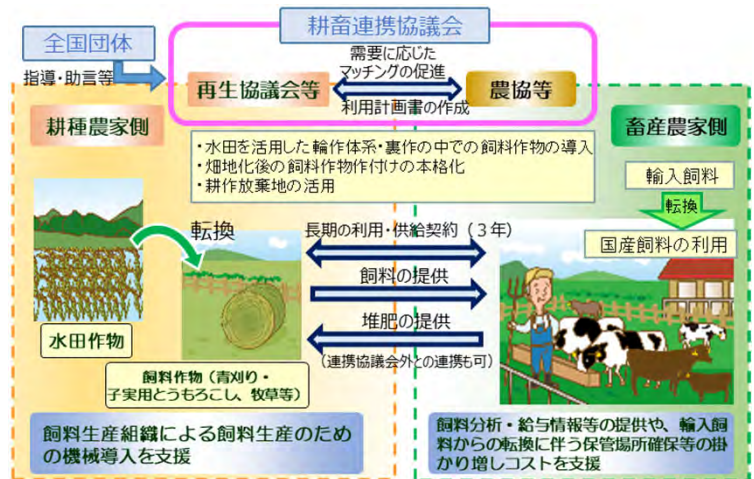 耕畜連携協議会
全国団体
指導・助言等
再生協議会等
需要に応じた
マッチングの促進
利用計画書の作成
農協等
耕種農家側
畜産農家側
・水田を活用した輪作体系・裏作の中での飼料作物の導入
・畑地化後の飼料作物作付けの本格化
・耕作放棄地の活用
輸入飼料
転換
国産飼料の利用
転換
長期の利用・供給契約（３年）
飼料の提供
堆肥の提供
（連携協議会外との連携も可）
水田作物
飼料作物（青刈り・
子実用とうもろこし、牧草等）
飼料生産組織による飼料生産のため
の機械導入を支援
飼料分析・給与情報等の提供や、輸入飼
料からの転換に伴う保管場所確保等の掛
かり増しコストを支援